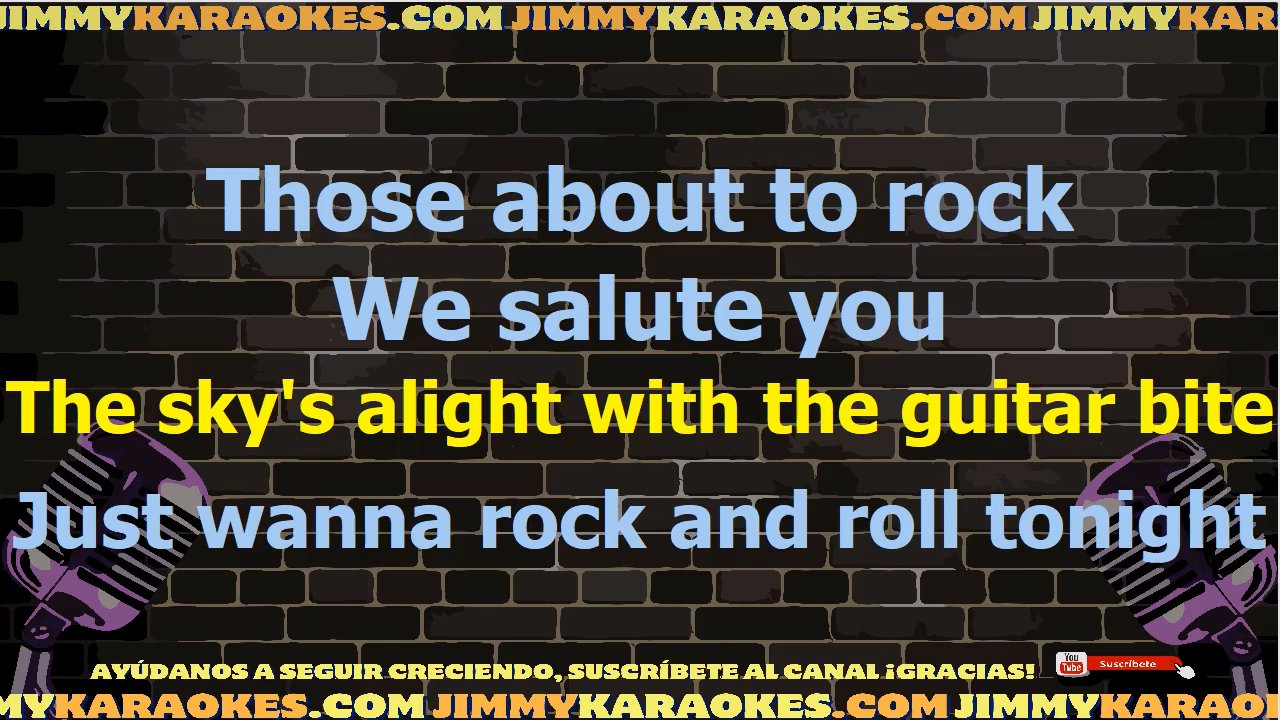 JIMMYKARAOKES.COM JIMMYKARAOKES.COM JIMMYKAR
Those about to rock
We salute you
The sky's alight with the guitar bite
Just wanna rock and roll tonight
AYÚDANOS A SEGUIR CRECIENDO, SUSCRÍBETE AL CANAL ¡GRACIAS!
You Tube Suscríbete
MYKARAOKES.COM JIMMYKARAOKES.COM JIMMYKARAO